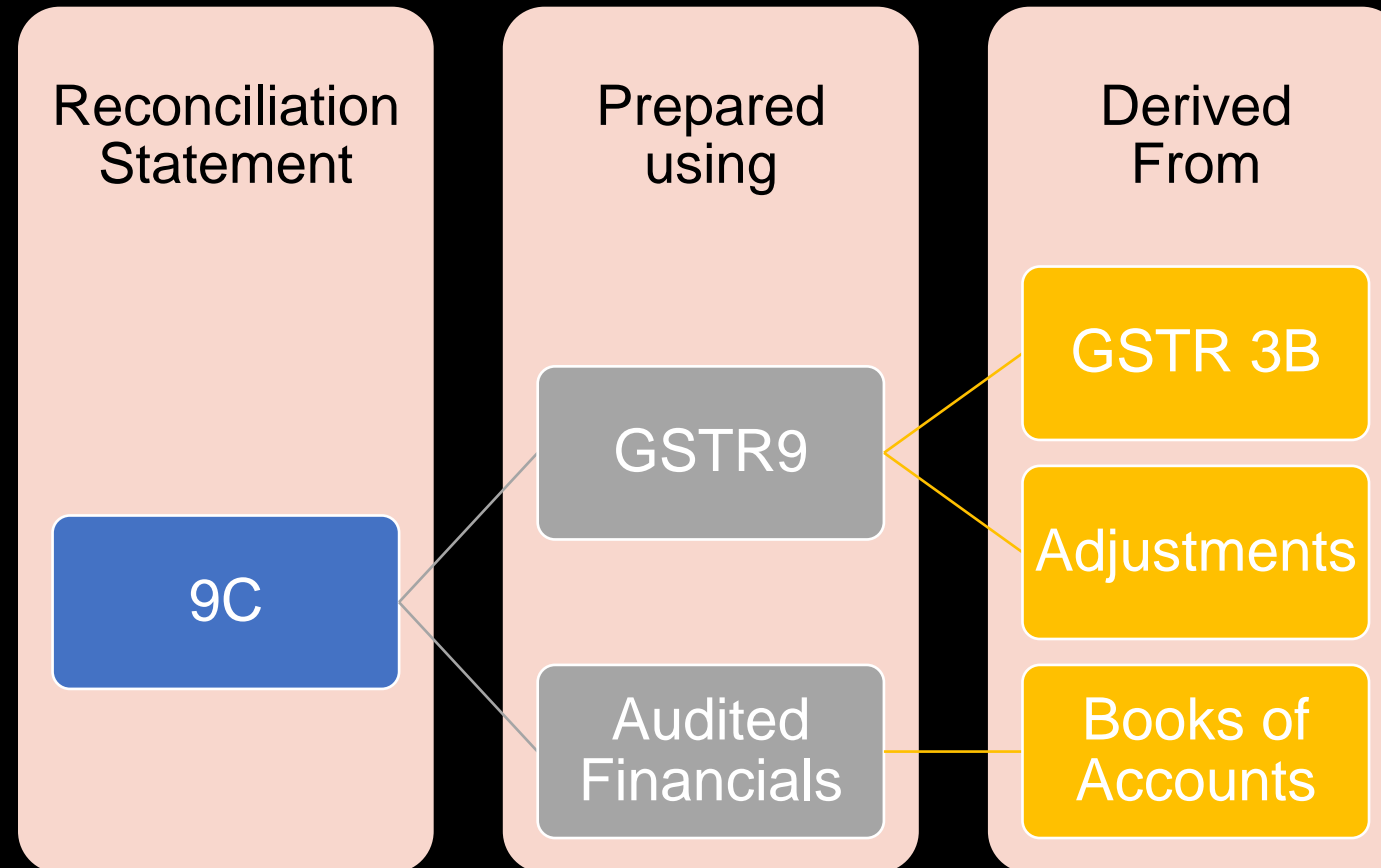 Reconciliation
Statement
Prepared
using
Derived
From
9C
GSTR9
Audited
Financials
GSTR 3B
Adjustments
Books of
Accounts